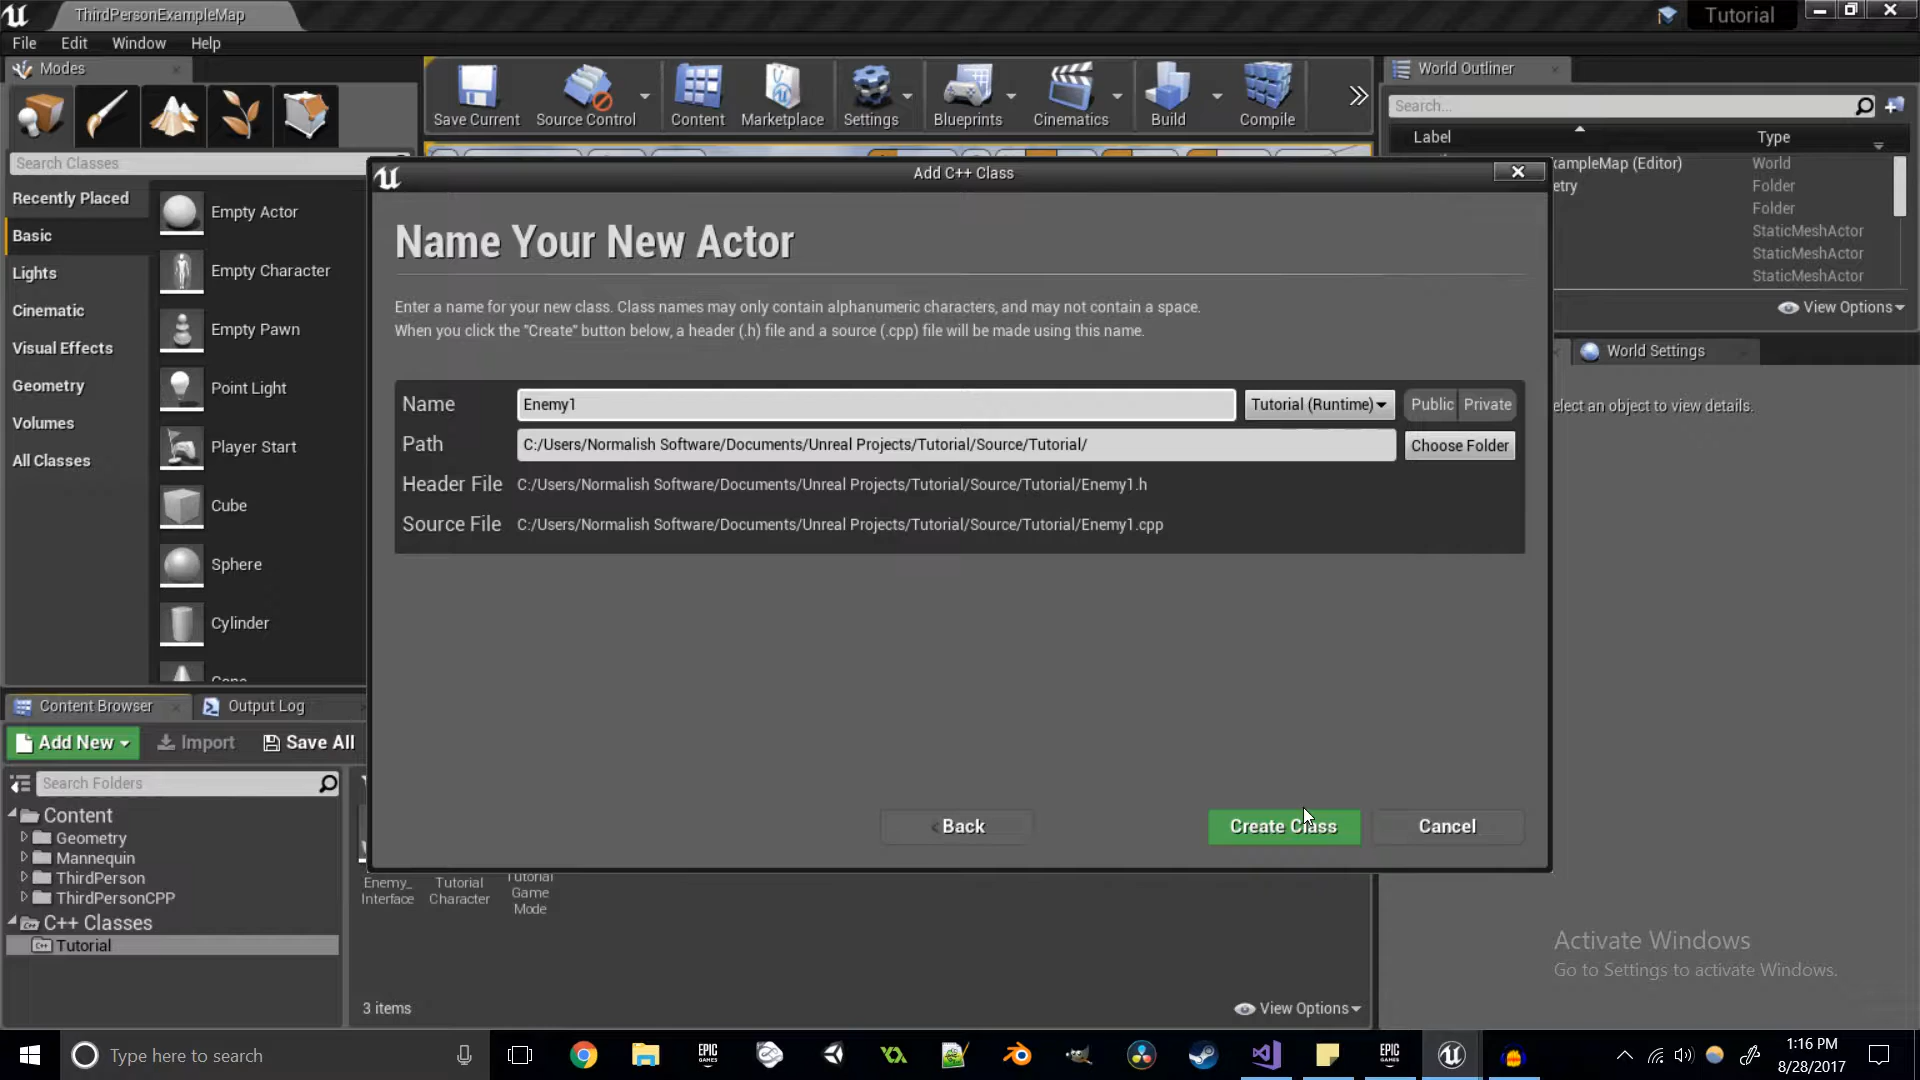 ThirdPersonExampleMap
Tutorial
File Edit Window Help
Modes
Save Current
Source Control
Content
Marketplace
Settings
Blueprints
Cinematics
Build
Compile
World Outliner
Search...
Label Type
Search Classes
Recently Placed
Basic
Lights
Cinematic
Visual Effects
Geometry
Volumes
All Classes
Empty Actor
Empty Character
Empty Pawn
Point Light
Player Start
Cube
Sphere
Cylinder
Add C++ Class
Name Your New Actor
Enter a name for your new class. Class names may only contain alphanumeric characters, and may not contain a space.
When you click the "Create" button below, a header (.h) file and a source (.cpp) file will be made using this name.
Name Enemy1 Tutorial (Runtime) Public Private
Path C:/Users/Normalish Software/Documents/Unreal Projects/Tutorial/Source/Tutorial/ Choose Folder
Header File C:/Users/Normalish Software/Documents/Unreal Projects/Tutorial/Source/Tutorial/Enemy1.h
Source File C:/Users/Normalish Software/Documents/Unreal Projects/Tutorial/Source/Tutorial/Enemy1.cpp
< Back
Create Class
Cancel
xampleMap (Editor) World
etry Folder
Folder
StaticMeshActor
StaticMeshActor
StaticMeshActor
View Options
World Settings
elect an object to view details.
Content Browser
Output Log
Add New
Import
Save All
Search Folders
Content
Geometry
Mannequin
ThirdPerson
ThirdPersonCPP
C++ Classes
Tutorial
Enemy_
Interface
Tutorial
Character
Tutorial
Game
Mode
3 items
View Options
Activate Windows
Go to Settings to activate Windows.
Type here to search
EPIC
GAMES
EPIC
GAMES
1:16 PM
8/28/2017